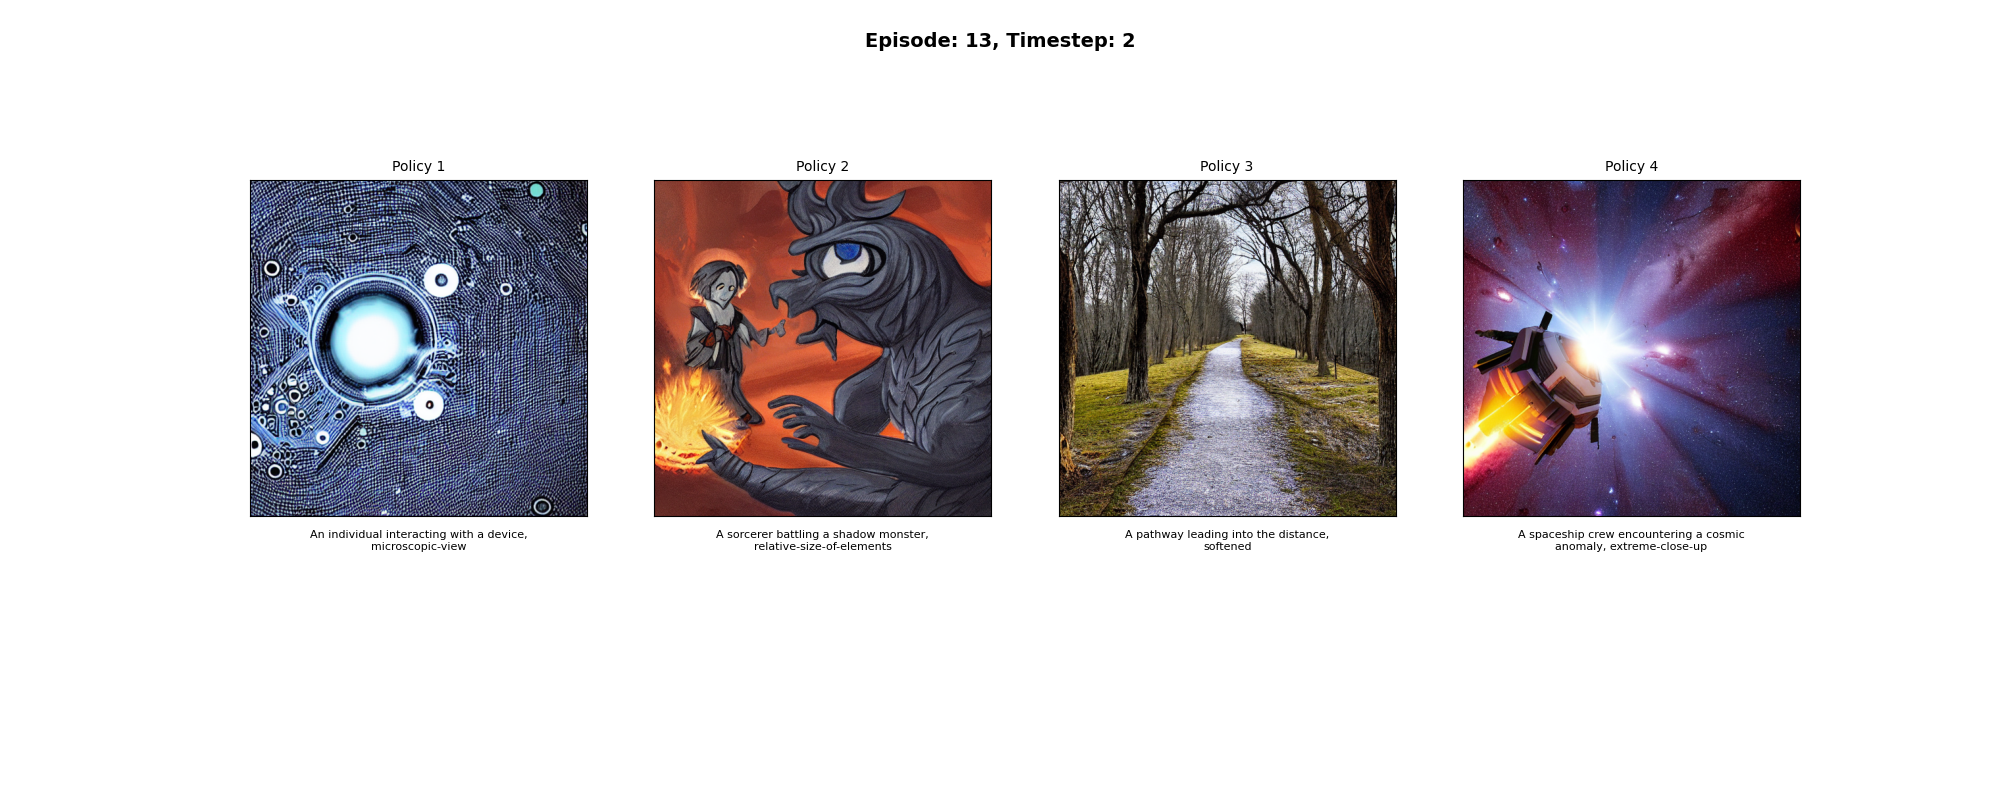 Episode: 13, Timestep: 2
Policy 1
Policy 2
Policy 3
Policy 4
An individual interacting with a device,
microscopic-view
A sorcerer battling a shadow monster,
relative-size-of-elements
A pathway leading into the distance,
softened
A spaceship crew encountering a cosmic
anomaly, extreme-close-up